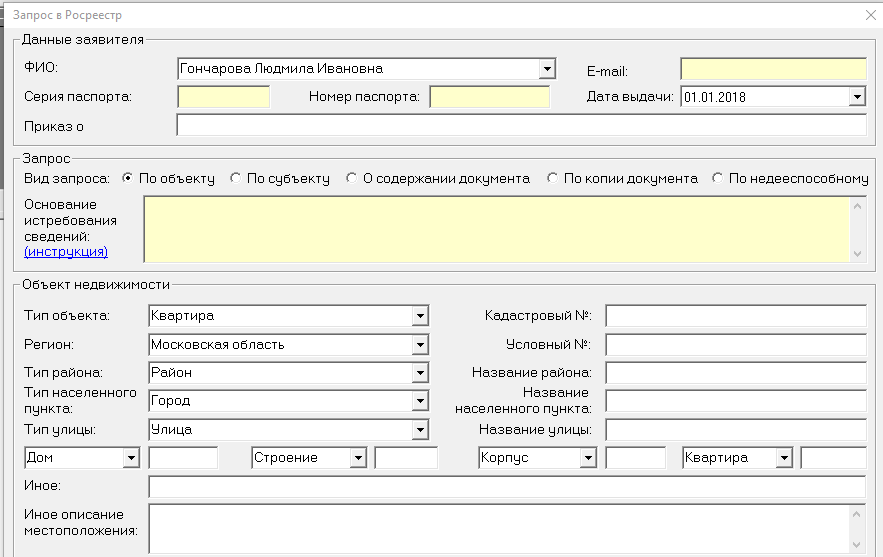 Запрос в Росреестр
Данные заявителя
ФИО: Гончарова Людмила Ивановна E-mail:
Серия паспорта: Номер паспорта: Дата выдачи: 01.01.2018
Приказ о
Запрос
Вид запроса: По объекту По субъекту О содержании документа По копии документа По недееспособному
Основание
истребования
сведений:
(инструкция)
Объект недвижимости
Тип объекта: Квартира Кадастровый №:
Регион: Московская область Условный №:
Тип района: Район Название района:
Тип населенного
пункта: Город Название
населенного пункта:
Тип улицы: Улица Название улицы:
Дом Строение Корпус Квартира
Иное:
Иное описание
местоположения: